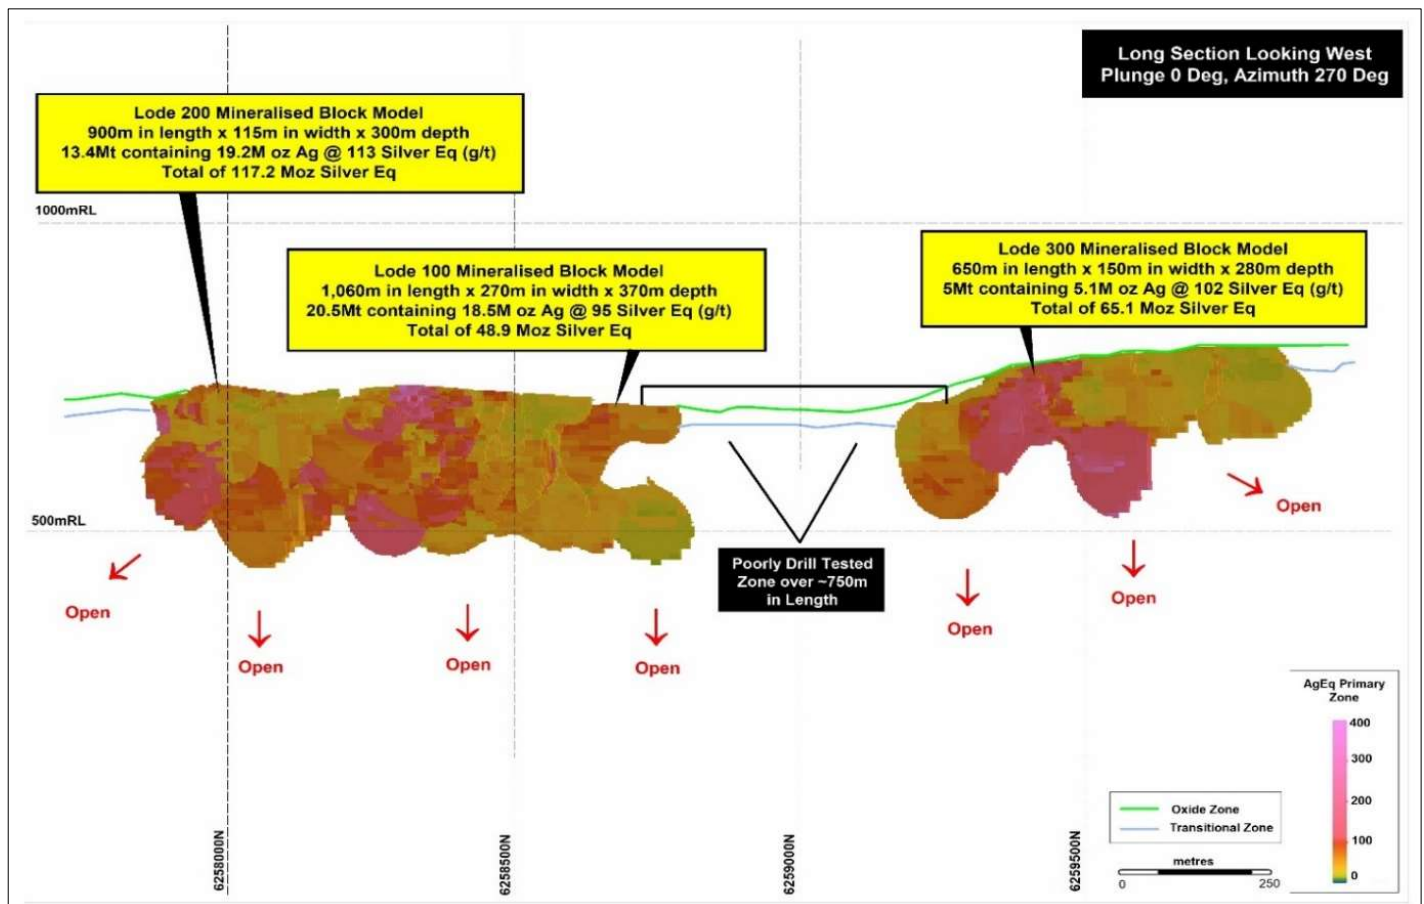 Long Section Looking West
Plunge 0 Deg, Azimuth 270 Deg
Lode 200 Mineralised Block Model
900m in length x 115m in width x 300m depth
13.4Mt containing 19.2M oz Ag @ 113 Silver Eq (g/t)
Total of 117.2 Moz Silver Eq
1000mRL
Lode 100 Mineralised Block Model
1,060m in length x 270m in width x 370m depth
20.5Mt containing 18.5M oz Ag @ 95 Silver Eq (g/t)
Total of 48.9 Moz Silver Eq
Lode 300 Mineralised Block Model
650m in length x 150m in width x 280m depth
5Mt containing 5.1M oz Ag @ 102 Silver Eq (g/t)
Total of 65.1 Moz Silver Eq
500mRL
Poorly Drill Tested
Zone over ~750m
in Length
Open
Open
Open
Open
Open
Open
Open
AgEq Primary
Zone
400
300
200
100
0
Oxide Zone
Transitional Zone
metres
0 250
6258000N
6258500N
6259000N
6259500N